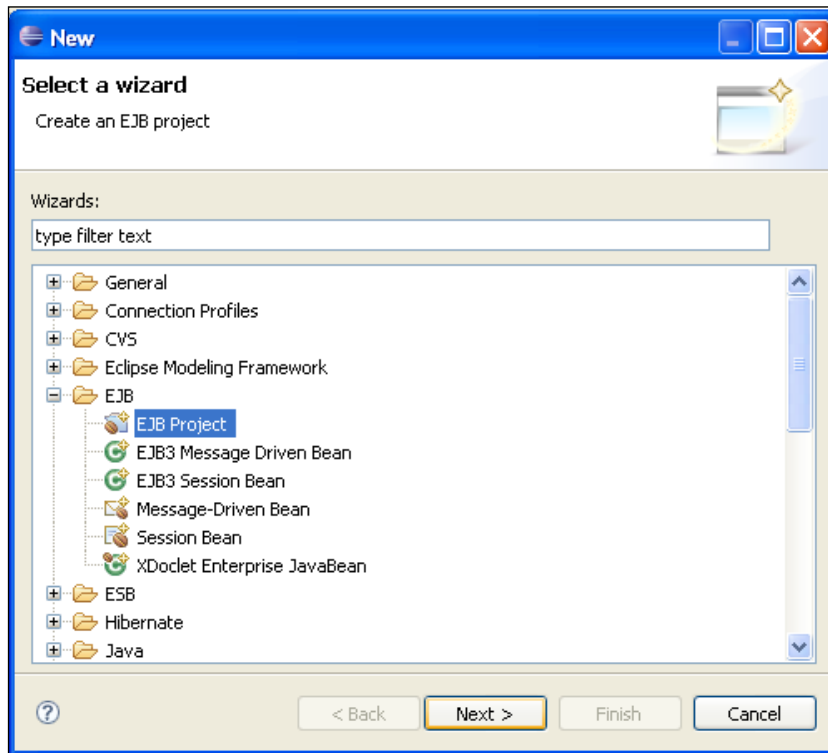 New
Select a wizard
Create an EJB project
Wizards:
type filter text
General
Connection Profiles
CVS
Eclipse Modeling Framework
EJB
EJB Project
EJB3 Message Driven Bean
EJB3 Session Bean
Message-Driven Bean
Session Bean
XDoclet Enterprise JavaBean
ESB
Hibernate
Java
? < Back Next > Finish Cancel